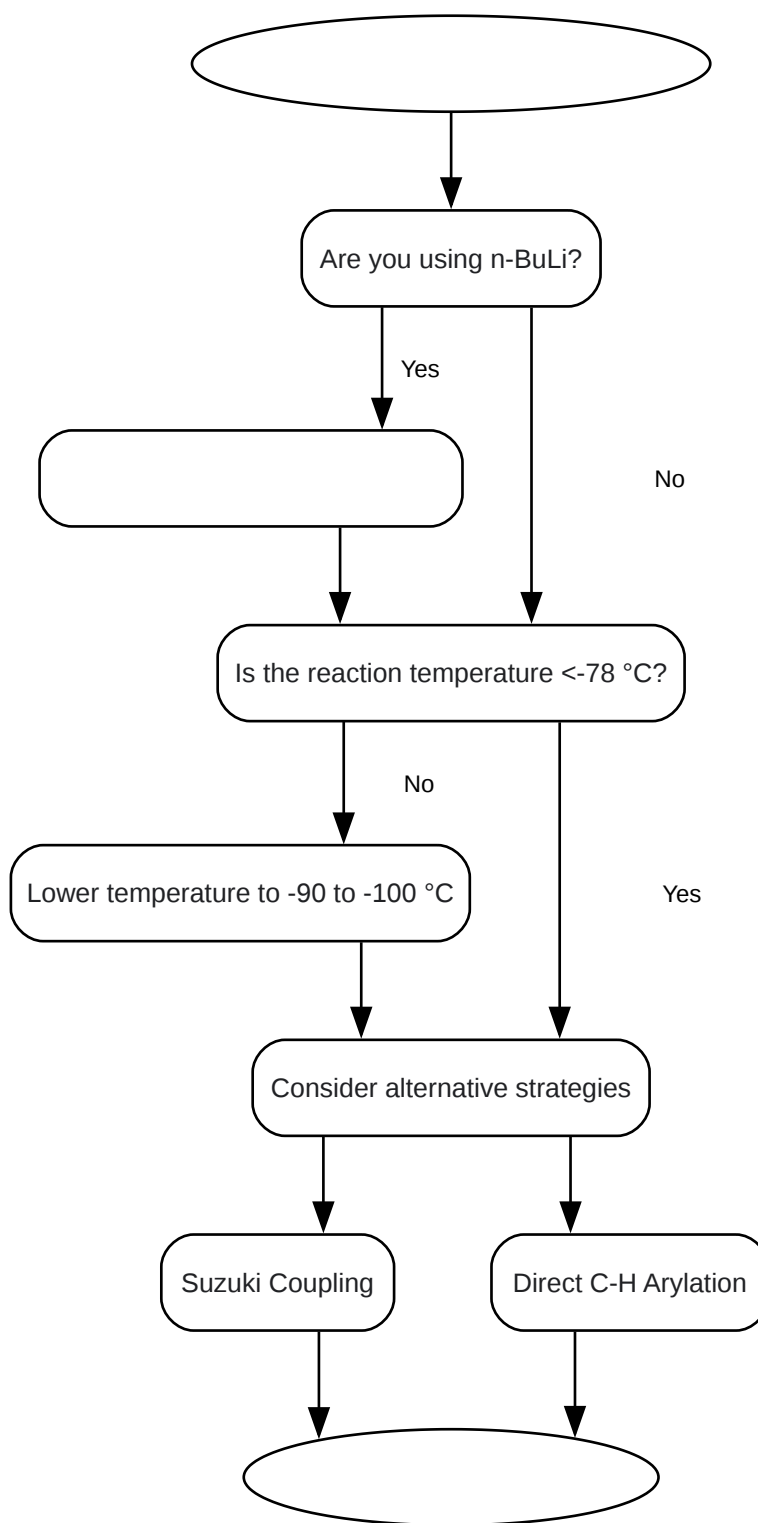 Are you using n-BuLi?
Yes
No
Is the reaction temperature <-78 °C?
No
Lower temperature to -90 to -100 °C
Yes
Consider alternative strategies
Suzuki Coupling
Direct C-H Arylation